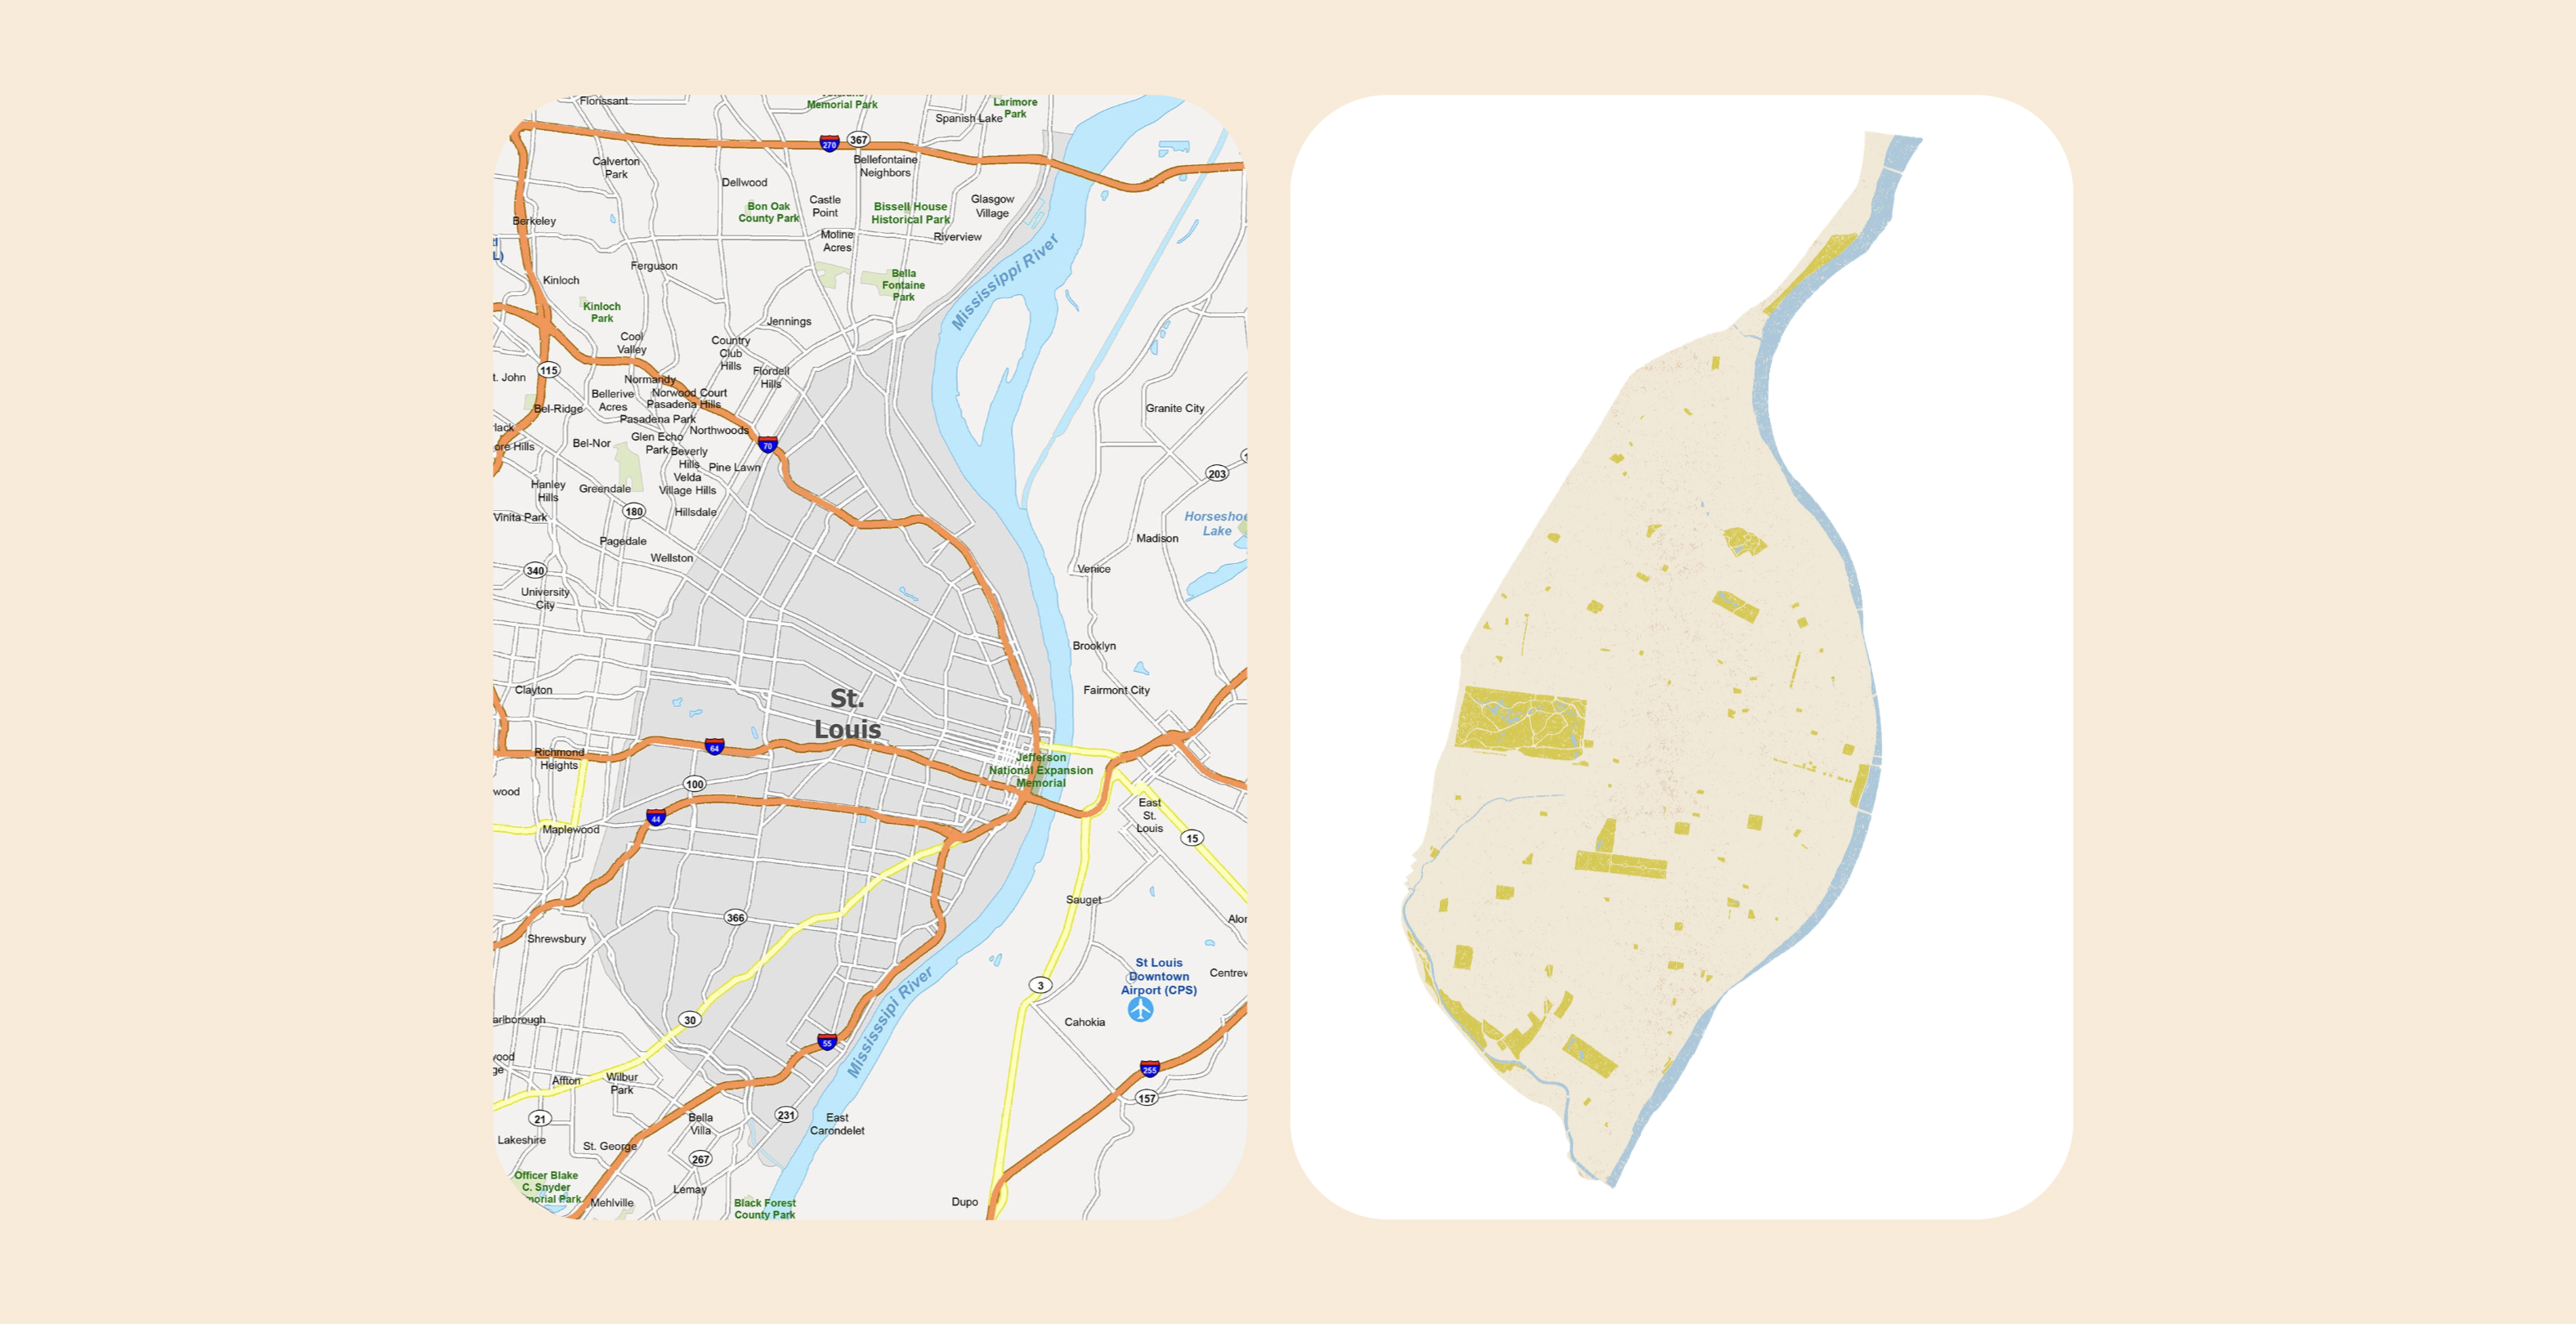 Florissant
Memorial Park
Larimore
Park
Spanish Lake
270
367
Calverton
Park
Bellefontaine
Neighbors
Dellwood
Castle
Point
Bon Oak
County Park
Bissell House
Historical Park
Glasgow
Village
Berkeley
Moline
Acres
Riverview
L)
Ferguson
Mississippi River
Kinloch
Bella
Fontaine
Park
Kinloch
Park
Jennings
Cool
Valley
Country
Club
Hills
115
Flordell
Hills
t. John
Normandy
Bellerive
Acres
Norwood Court
Pasadena Hills
Bel-Ridge
Granite City
Pasadena Park
Northwoods
lack
Glen Echo
Park
Bel-Nor
70
ore Hills
Beverly
Hills
Pine Lawn
203
Velda
Village Hills
Hanley
Hills
Greendale
180
Hillsdale
Vinita Park
Horseshoe
Lake
Pagedale
Madison
Wellston
340
Venice
University
City
Brooklyn
Clayton
St.
Louis
Fairmont City
64
Richmond
Heights
Jefferson
National Expansion
Memorial
100
wood
East
St.
Louis
44
Maplewood
15
Sauget
366
Alor
Shrewsbury
St Louis
Downtown
Airport (CPS)
Centrev
Mississippi River
3
30
arlborough
Cahokia
55
wood
ge
255
Affton
Wilbur
Park
157
21
Bella
Villa
231
East
Carondelet
Lakeshire
St. George
267
Officer Blake
C. Snyder
morial Park
Lemay
Mehlville
Black Forest
County Park
Dupo